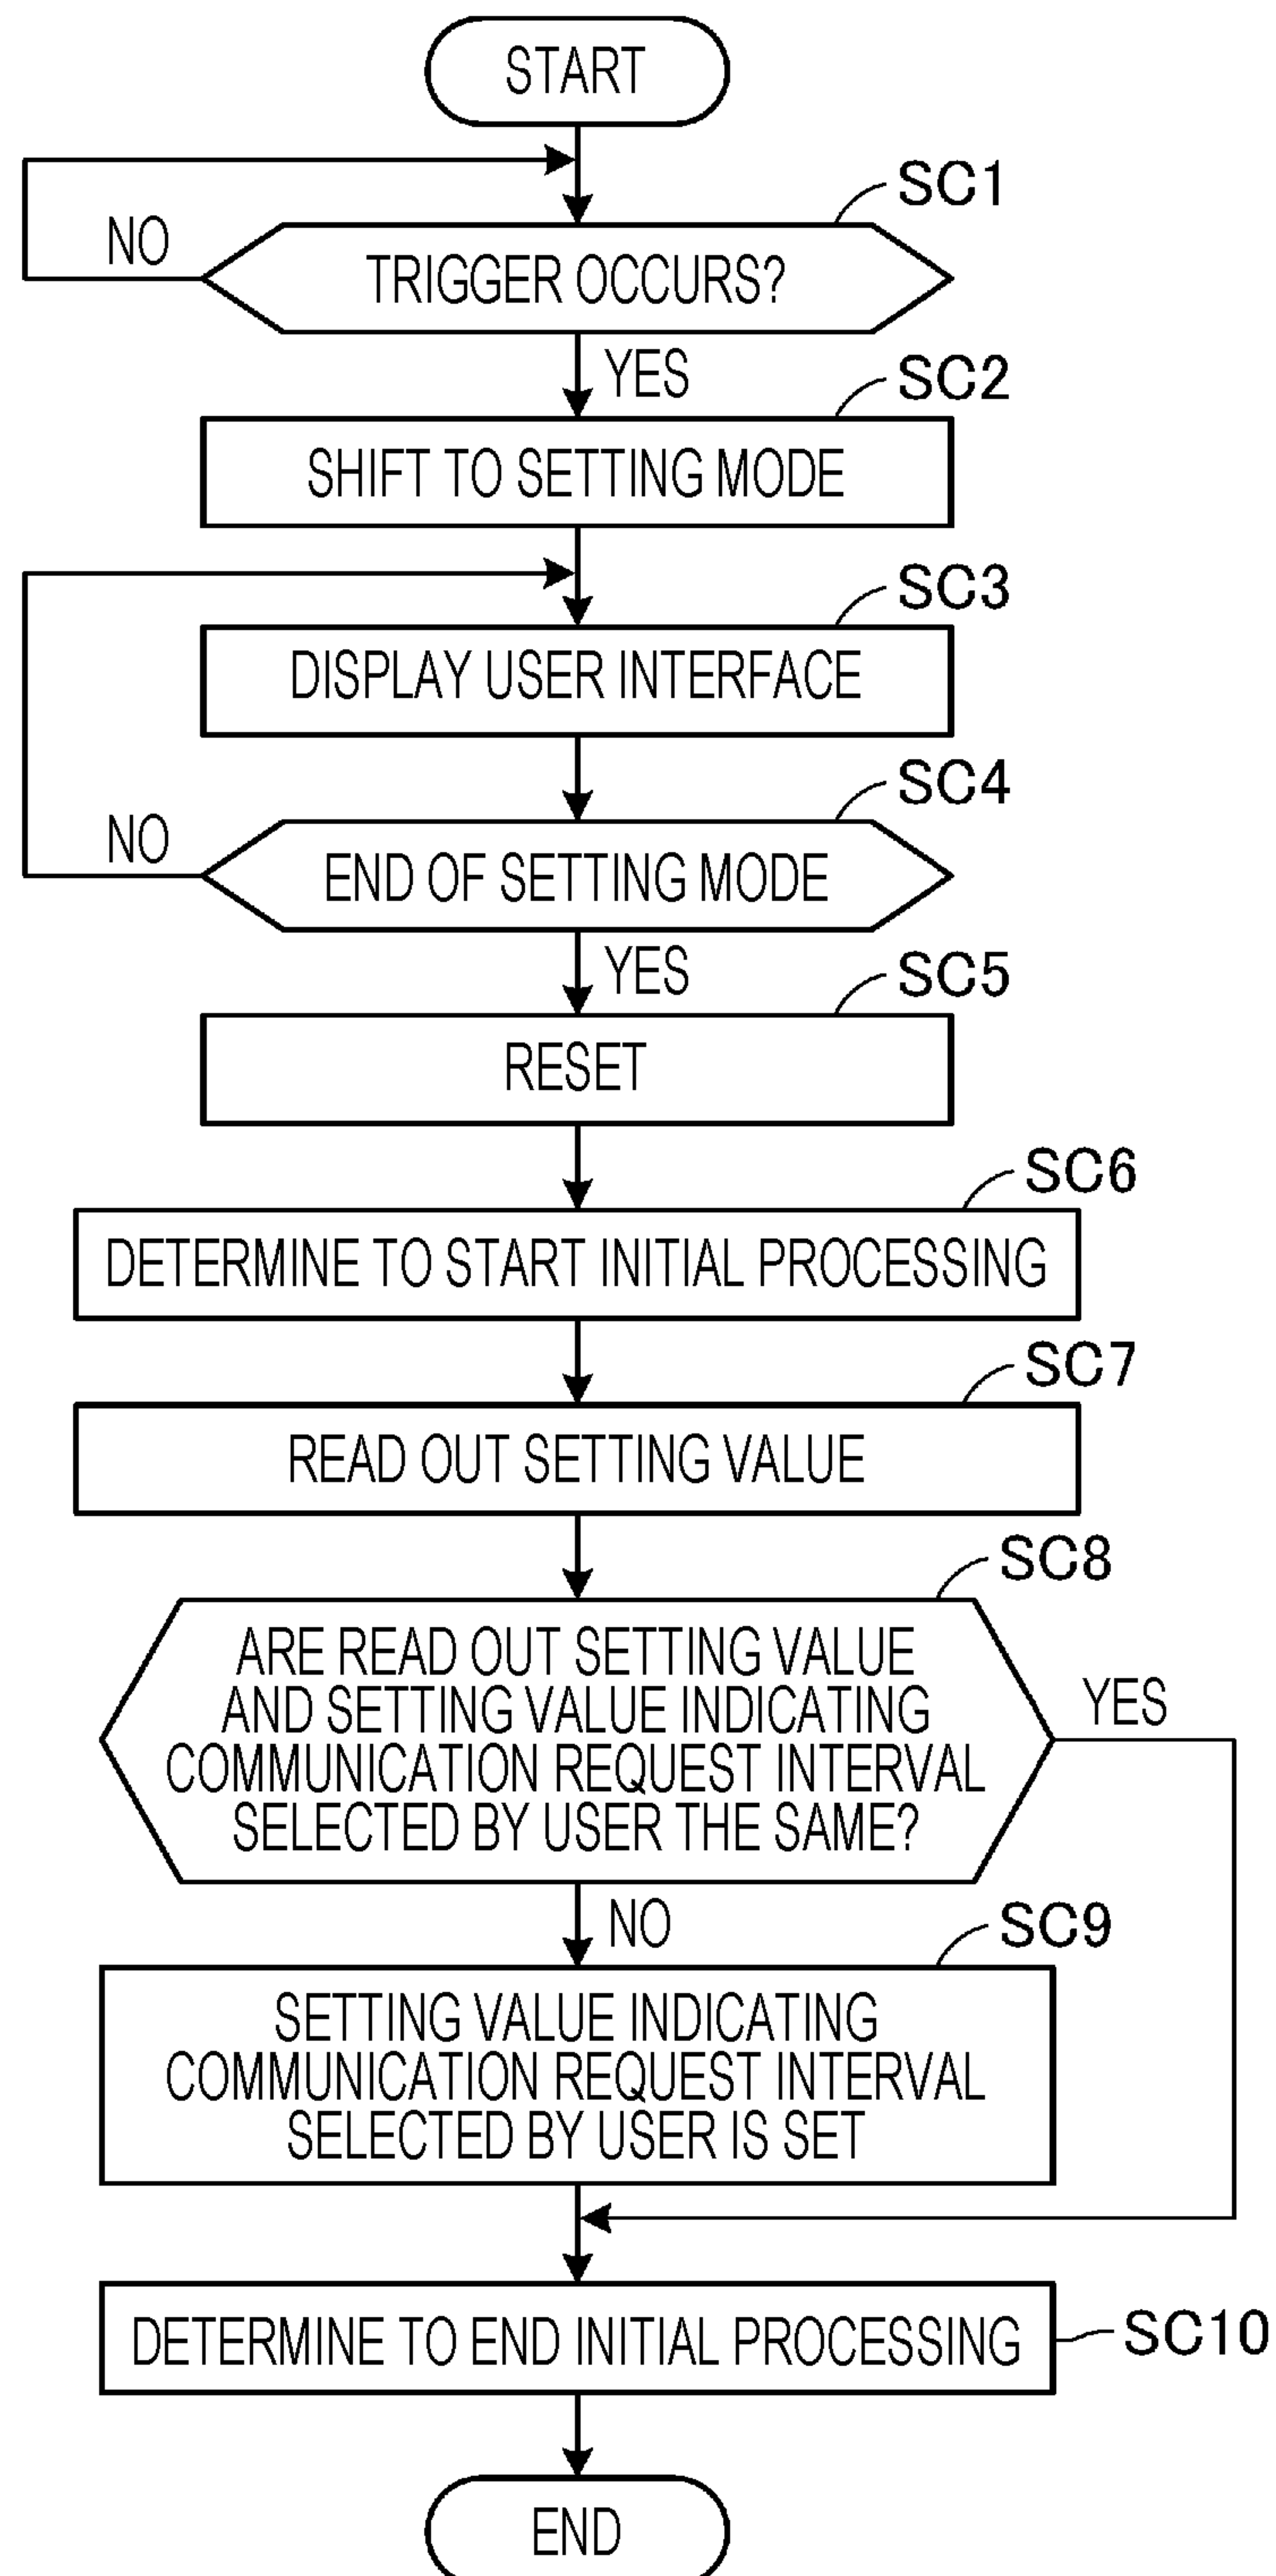 START
SC1
NO
TRIGGER OCCURS?
YES
SC2
SHIFT TO SETTING MODE
SC3
DISPLAY USER INTERFACE
SC4
NO
END OF SETTING MODE
YES
SC5
RESET
SC6
DETERMINE TO START INITIAL PROCESSING
SC7
READ OUT SETTING VALUE
SC8
ARE READ OUT SETTING VALUE
AND SETTING VALUE INDICATING
COMMUNICATION REQUEST INTERVAL
SELECTED BY USER THE SAME?
YES
NO
SC9
SETTING VALUE INDICATING
COMMUNICATION REQUEST INTERVAL
SELECTED BY USER IS SET
DETERMINE TO END INITIAL PROCESSING
SC10
END